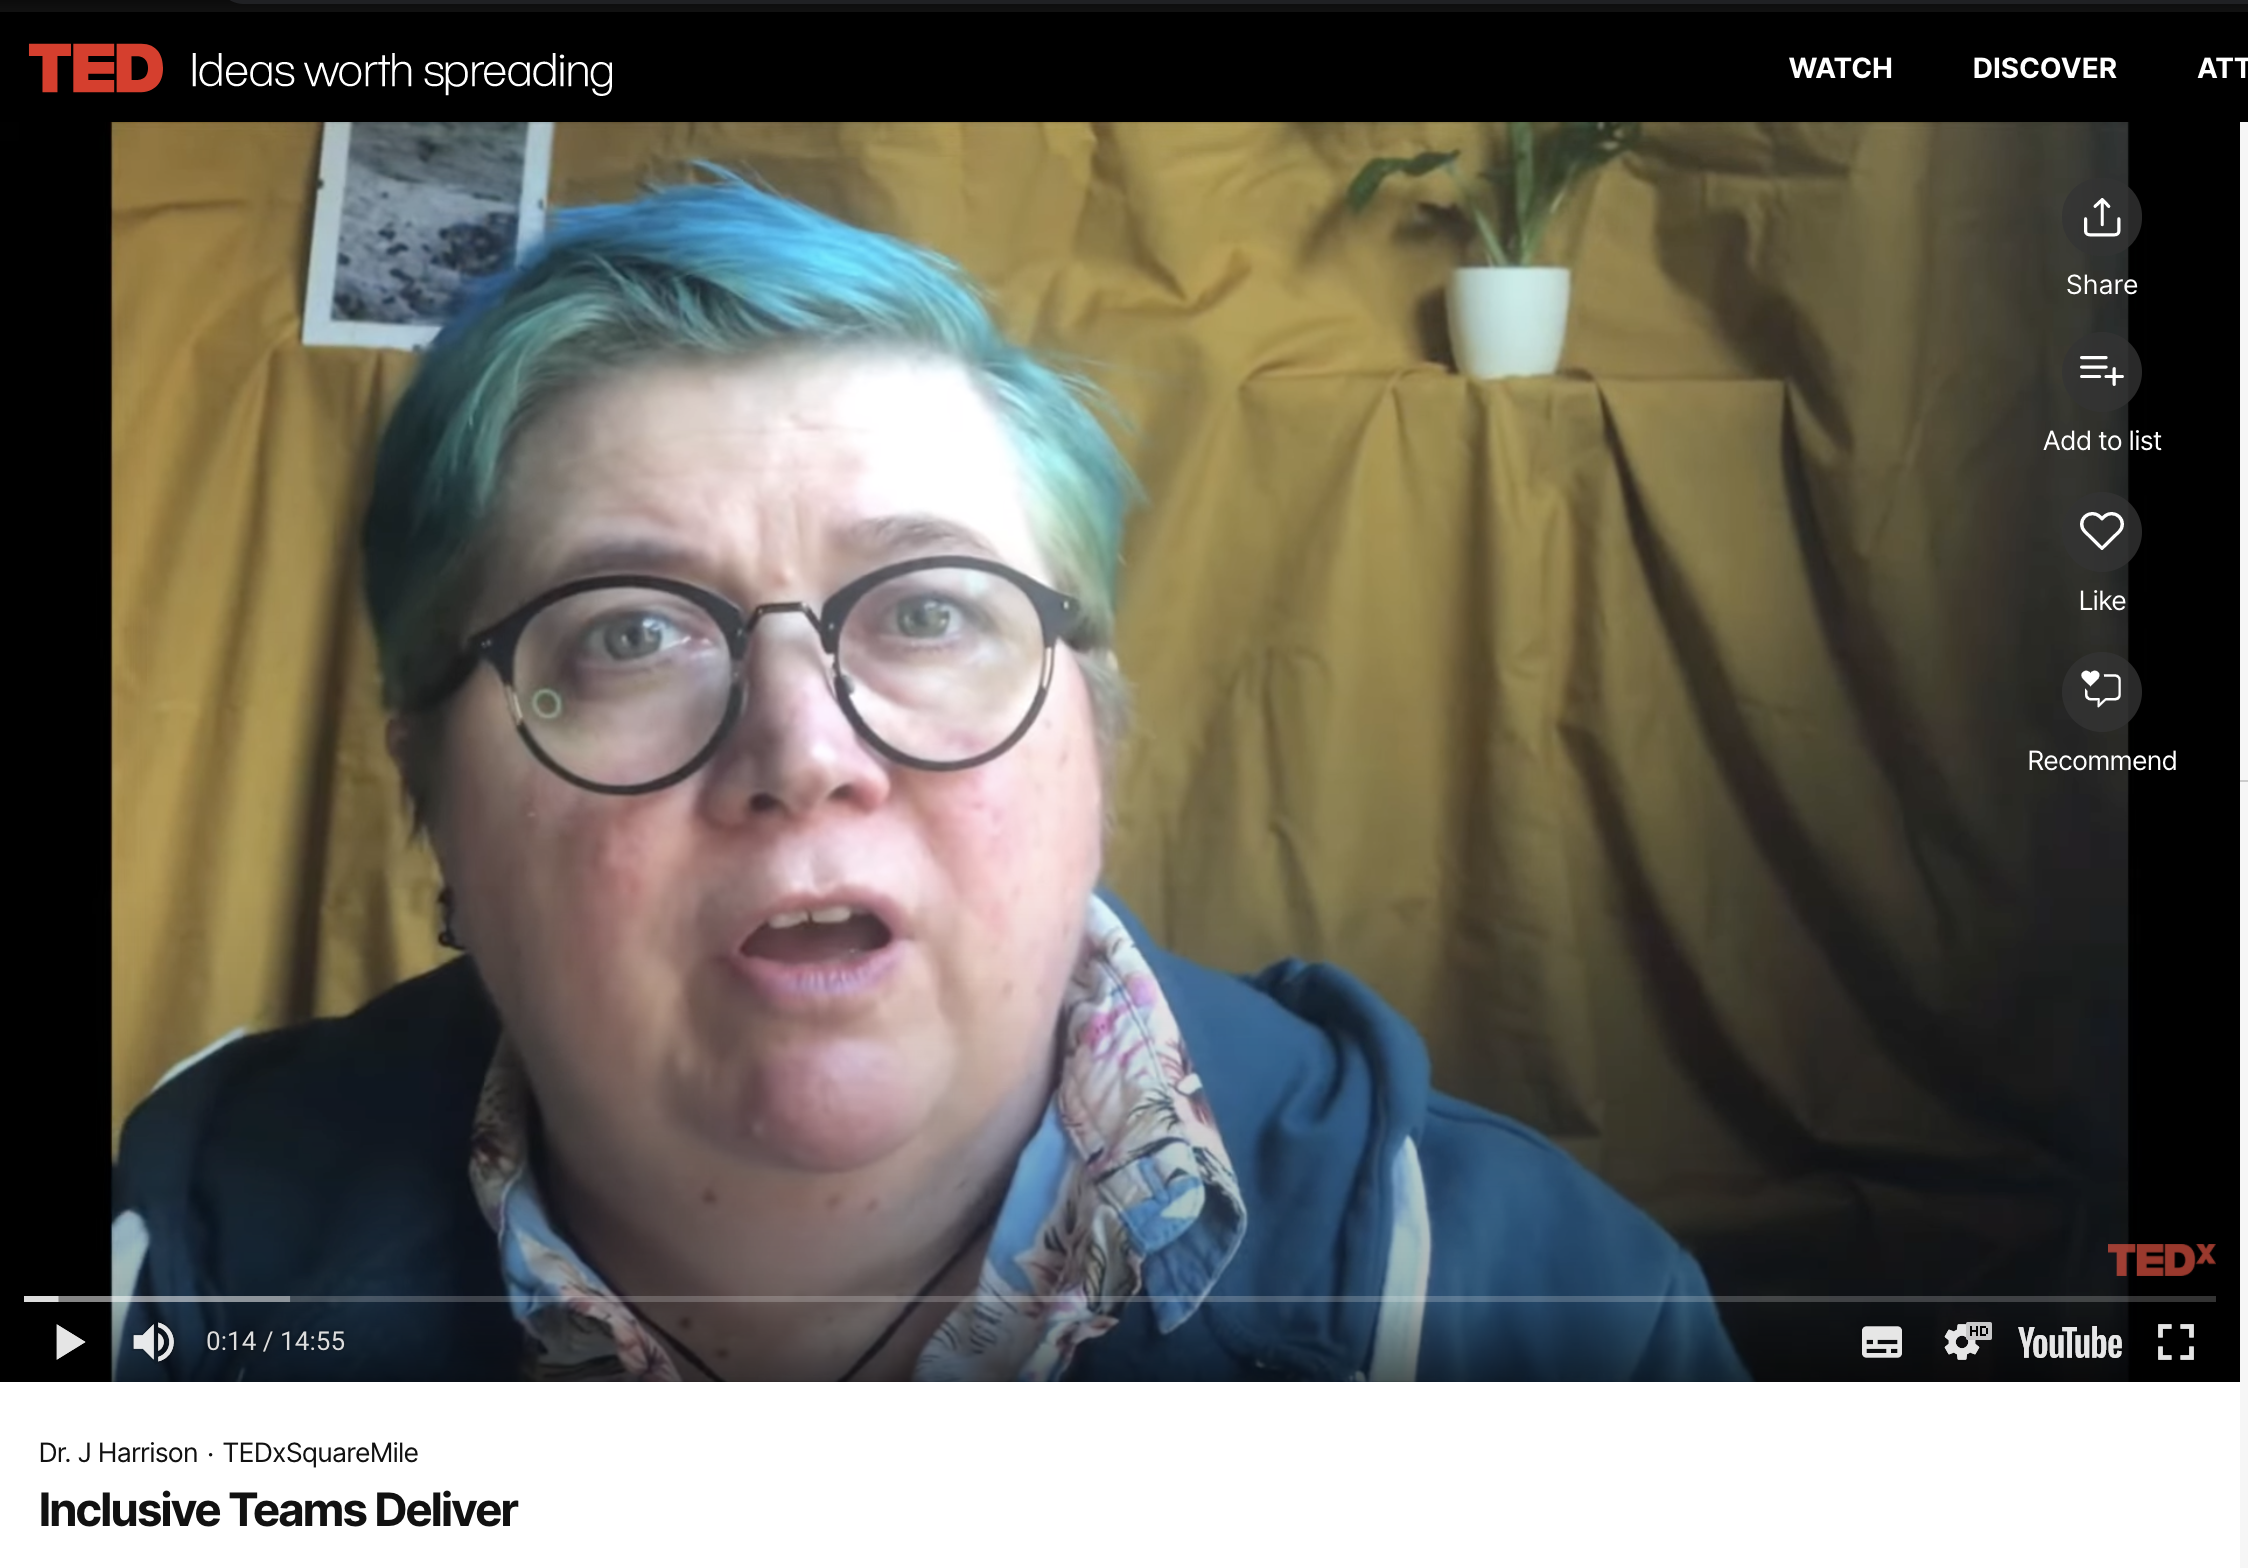 TED Ideas worth spreading
WATCH DISCOVER ATT
Share
Add to list
Like
Recommend
TEDx
0:14 / 14:55
HD
YouTube
Dr. J Harrison · TEDxSquareMile
Inclusive Teams Deliver